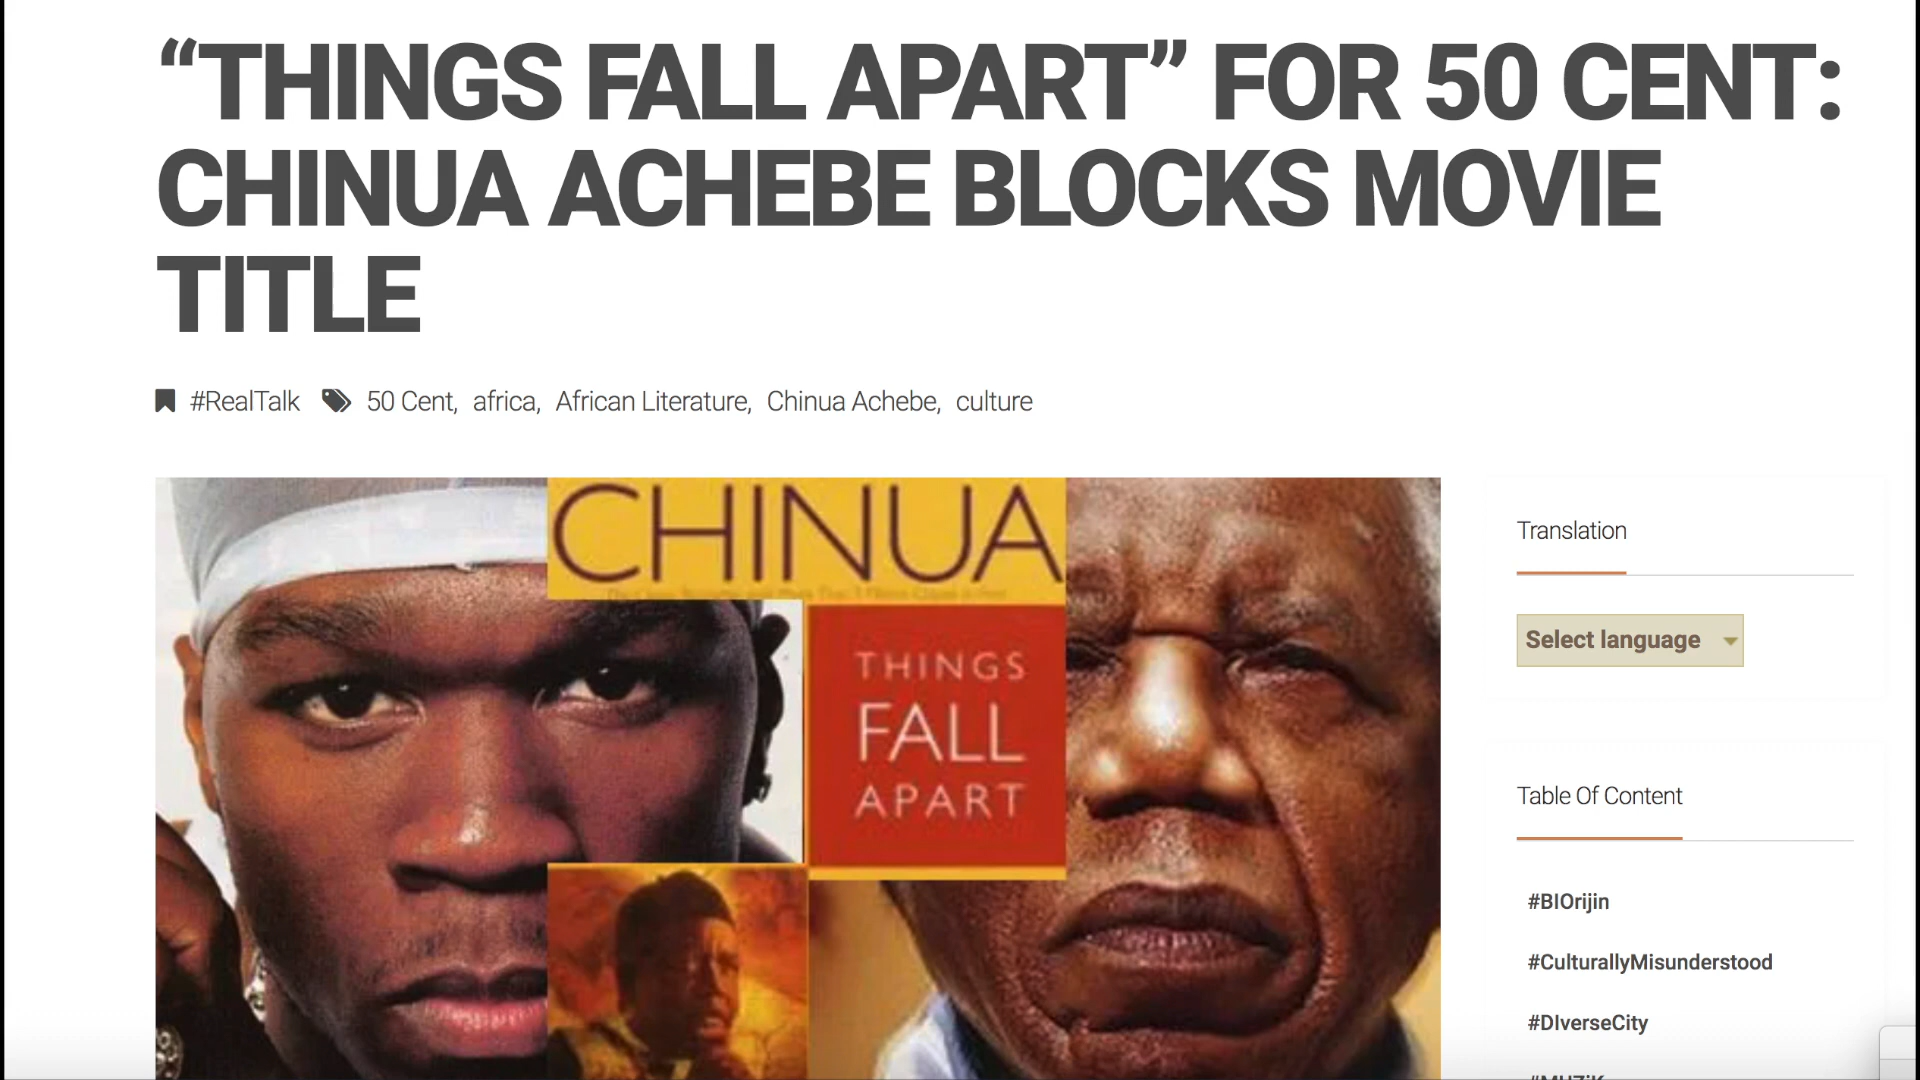 “THINGS FALL APART” FOR 50 CENT:
CHINUA ACHEBE BLOCKS MOVIE
TITLE
#RealTalk 50 Cent, africa, African Literature, Chinua Achebe, culture
CHINUA
THINGS
FALL
APART
Translation
Select language
Table Of Content
#BIOrijin
#CulturallyMisunderstood
#DIverseCity